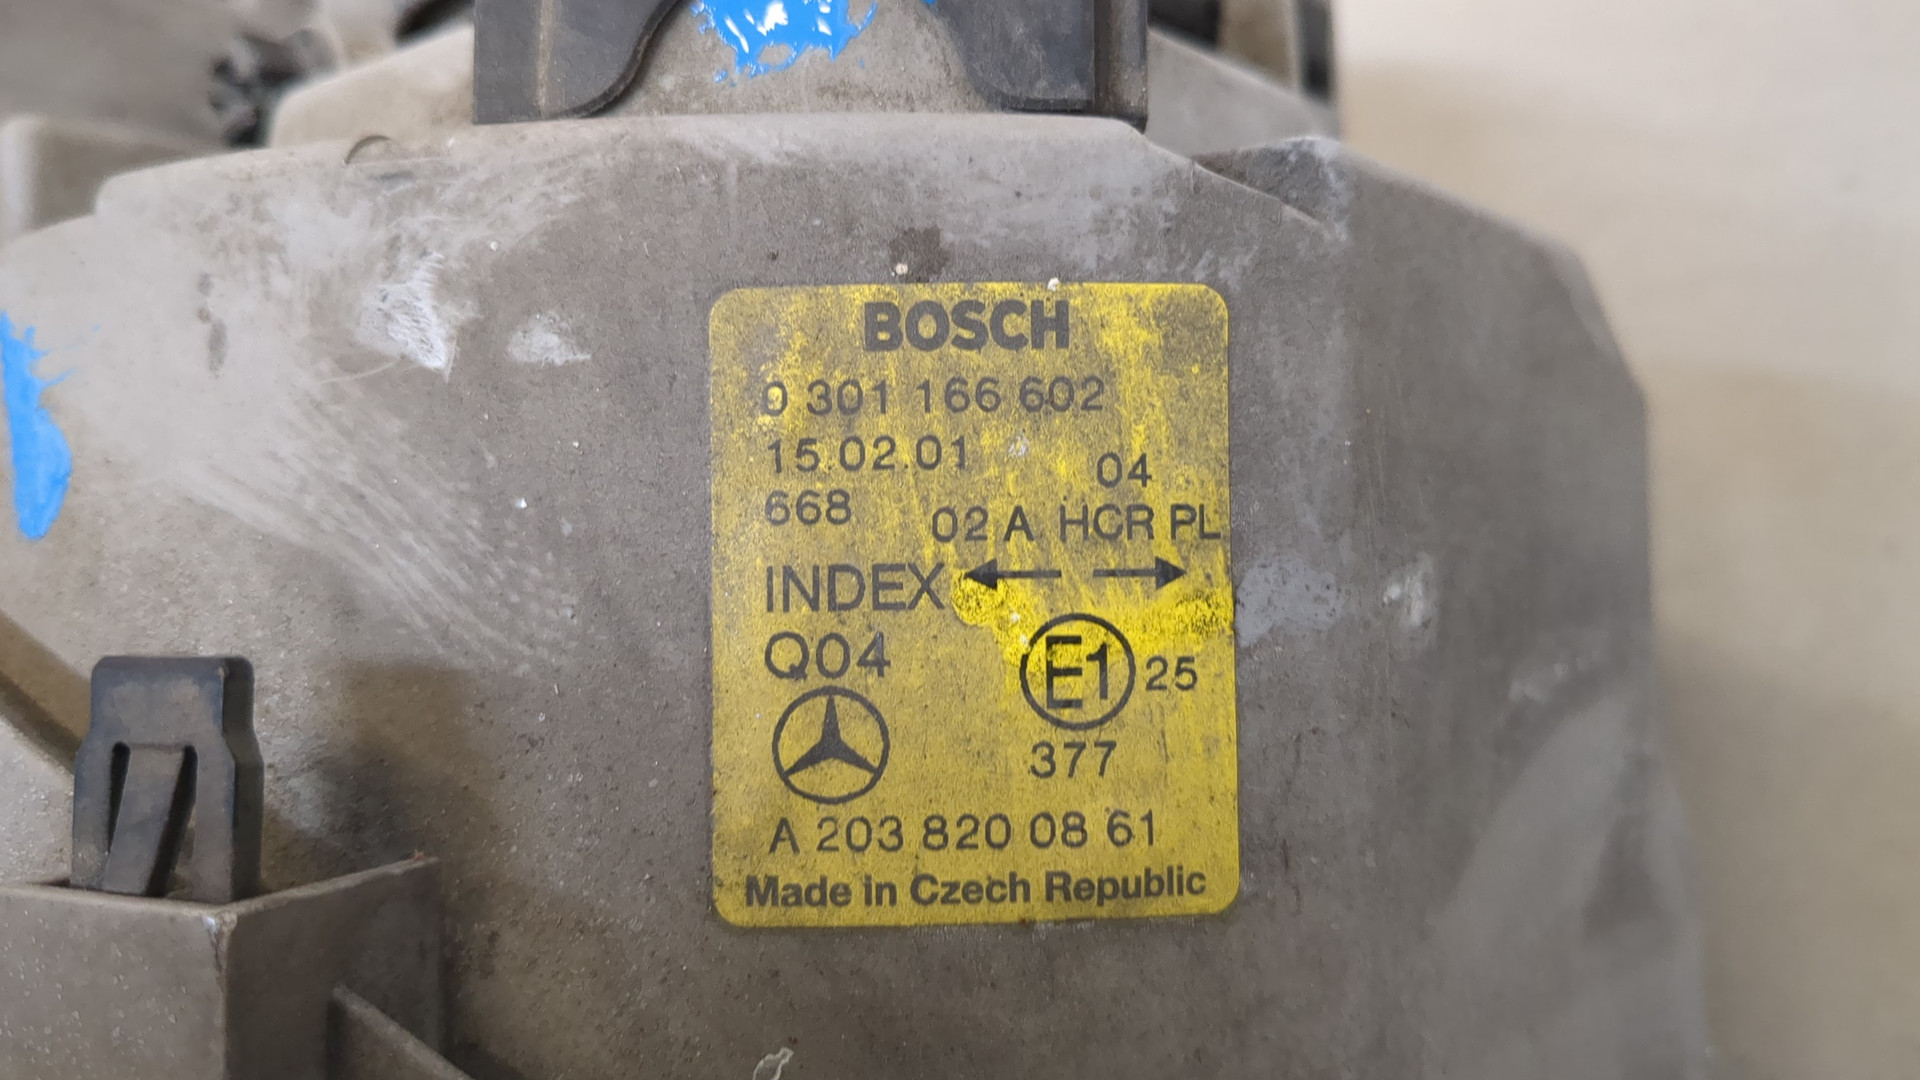 BOSCH
0 301 166 602
15.02.01
04
668
02 A HCR PL
INDEX
Q04
E1 25
377
A 203 820 08 61
Made in Czech Republic